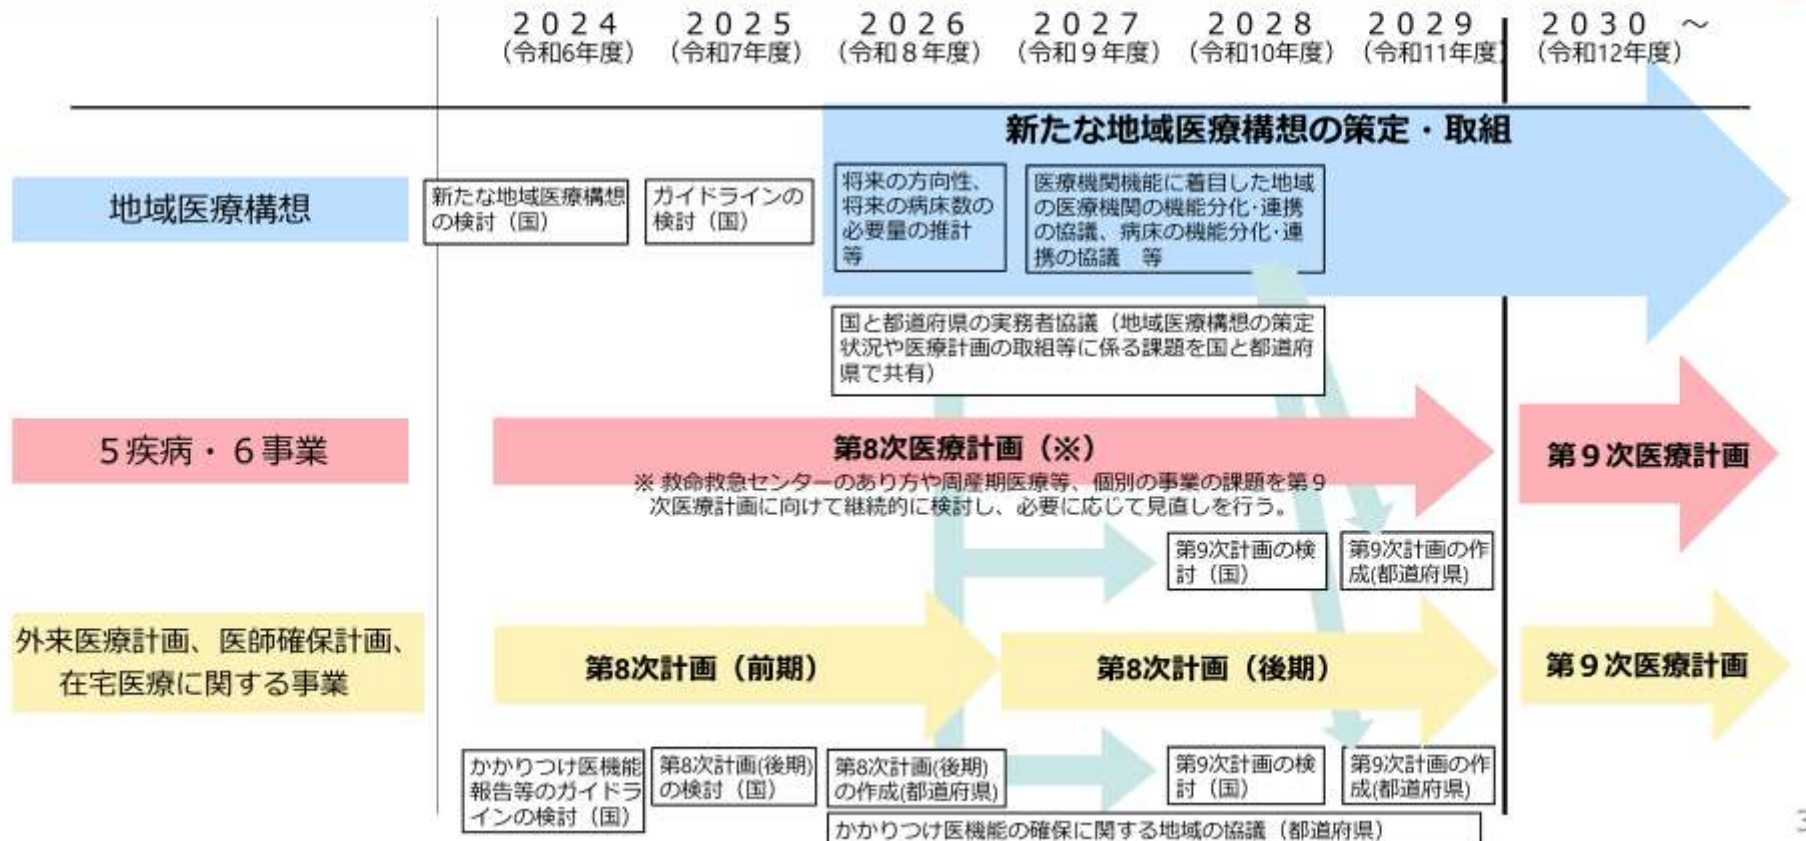 ２０２４ ２０２５ ２０２６ ２０２７ ２０２８ ２０２９ ２０３０ ～
（令和6年度） （令和7年度） （令和８年度） （令和９年度） （令和10年度） （令和11年度） （令和12年度）
新たな地域医療構想の策定・取組
地域医療構想
新たな地域医療構想
の検討（国）
ガイドラインの
検討（国）
将来の方向性、
将来の病床数の
必要量の推計
等
医療機関機能に着目した地域
の医療機関の機能分化･連携
の協議、病床の機能分化･連
携の協議　等
国と都道府県の実務者協議（地域医療構想の策定
状況や医療計画の取組等に係る課題を国と都道府
県で共有）
５疾病・６事業
第8次医療計画（※）
※ 救命救急センターのあり方や周産期医療等、個別の事業の課題を第９
次医療計画に向けて継続的に検討し、必要に応じて見直しを行う。
第９次医療計画
第9次計画の検
討（国）
第9次計画の作
成(都道府県)
外来医療計画、医師確保計画、
在宅医療に関する事業
第8次計画（前期）
第8次計画（後期）
第９次医療計画
かかりつけ医機能
報告等のガイドラ
インの検討（国）
第8次計画(後期)
の検討（国）
第8次計画(後期)
の作成(都道府県)
第9次計画の検
討（国）
第9次計画の作
成(都道府県)
かかりつけ医機能の確保に関する地域の協議（都道府県）
3